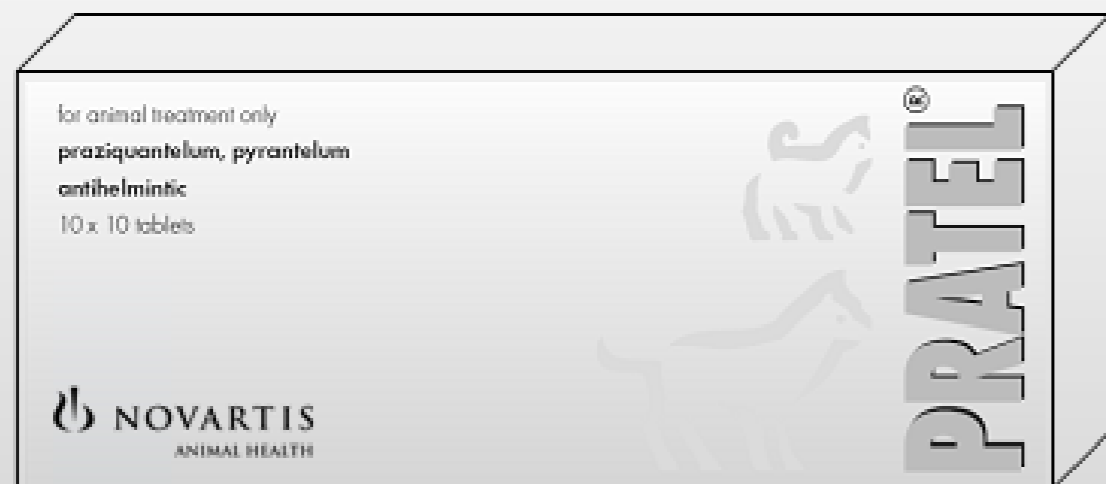 for animal treatment only
praziquantelum, pyrantelum
antihelmintic
10 x 10 tablets
PRATEL®
NOVARTIS
ANIMAL HEALTH